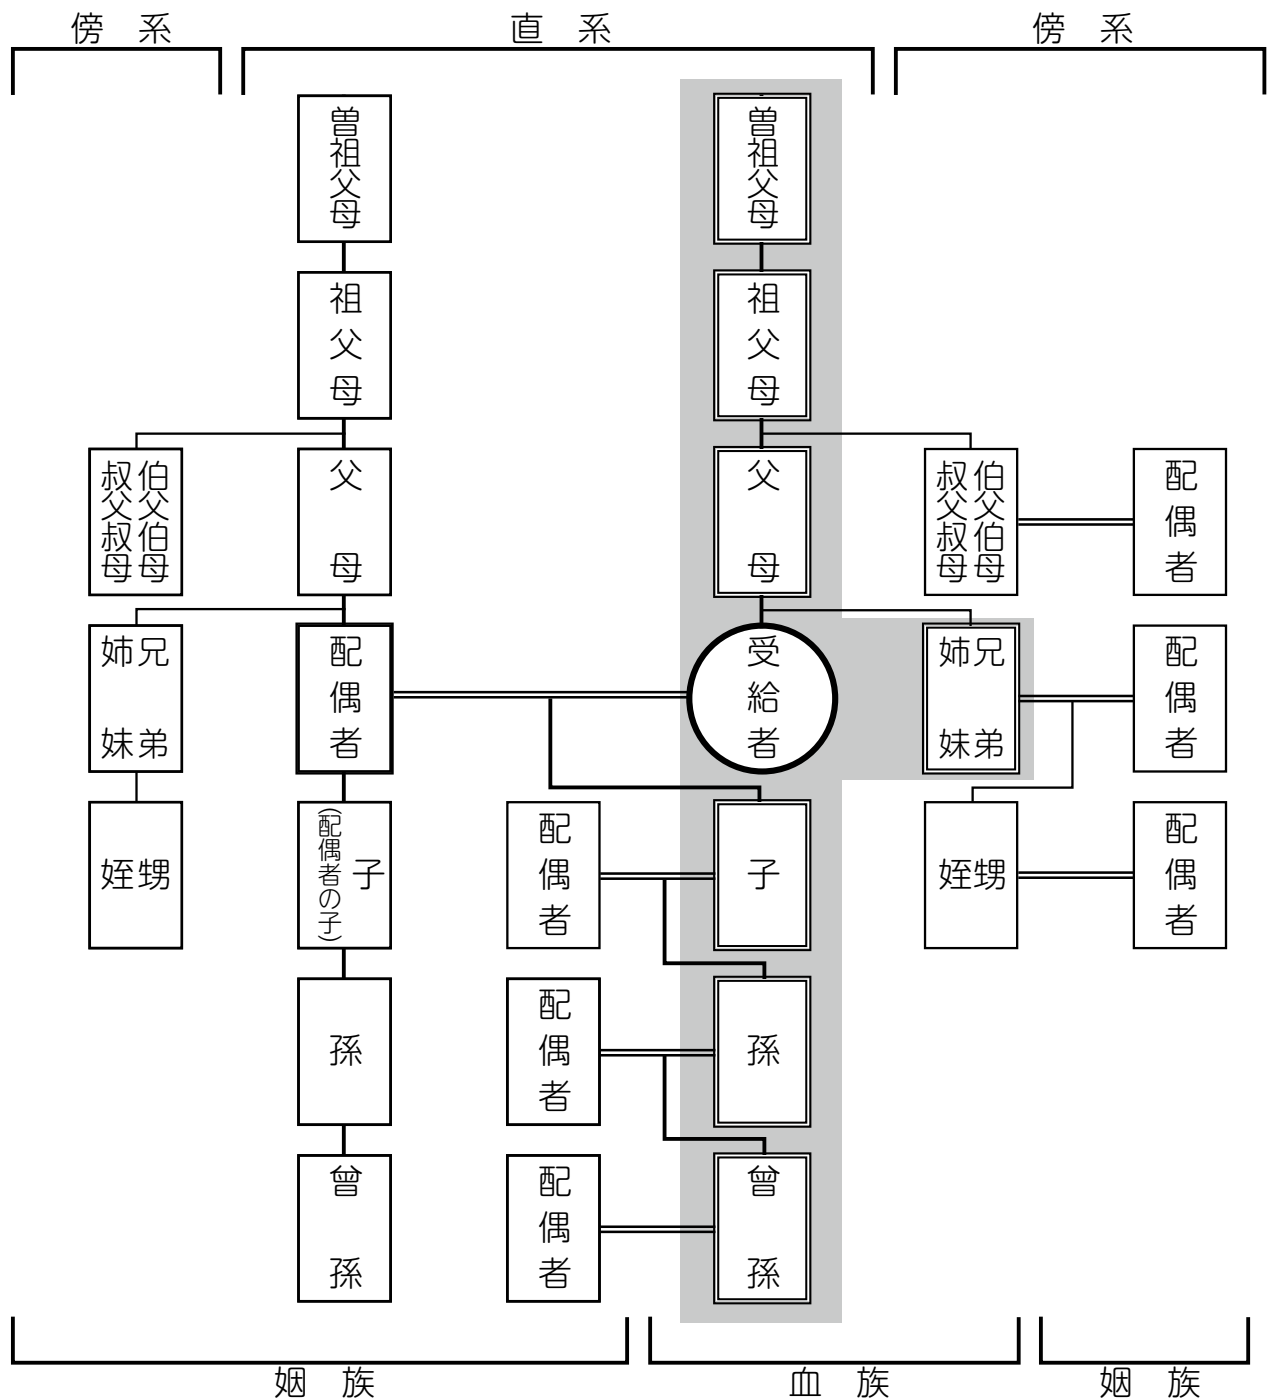 傍系
直系
傍系
曽祖父母
曽祖父母
祖父母
祖父母
伯父伯母
叔父叔母
父母
父母
伯父伯母
叔父叔母
配偶者
兄弟
姉妹
配偶者
受給者
兄弟
姉妹
配偶者
甥
姪
子
(配偶者の子)
配偶者
子
甥
姪
配偶者
孫
配偶者
孫
曾孫
配偶者
曾孫
姻族
血族
姻族